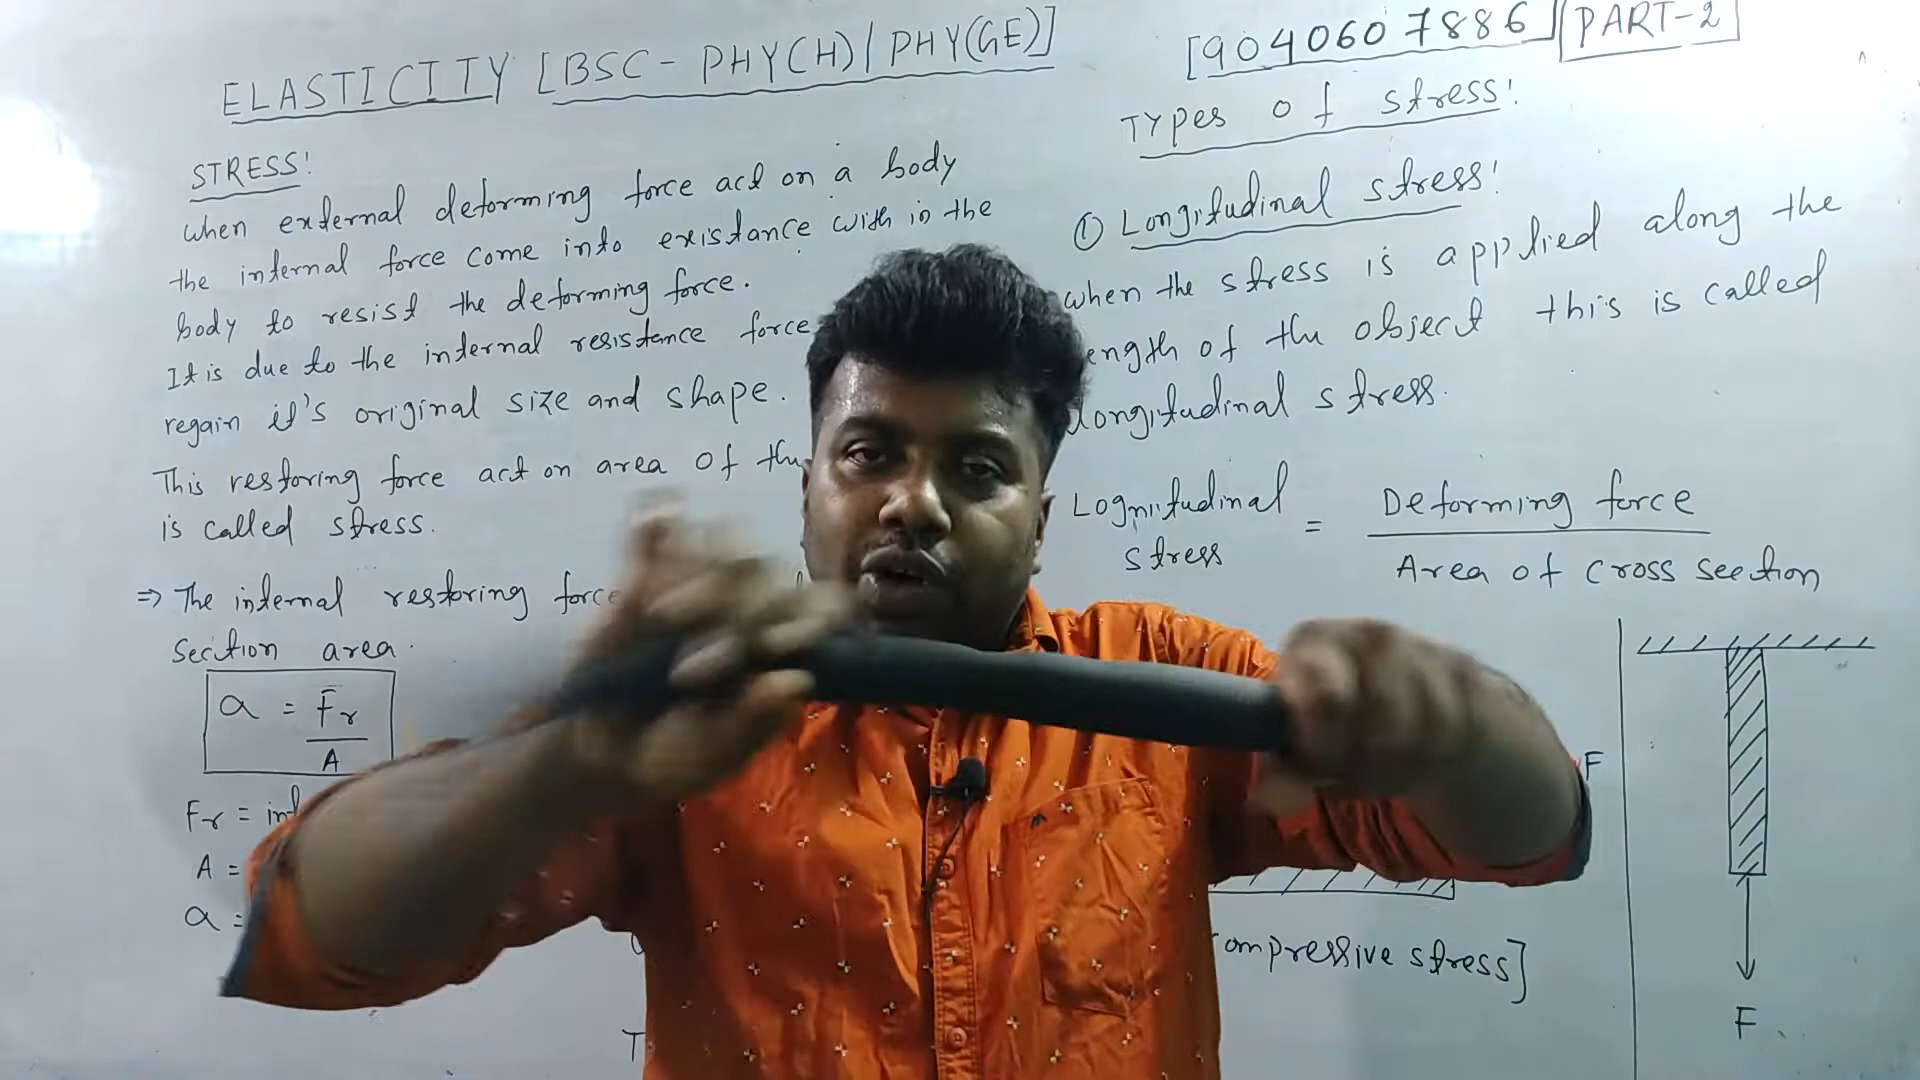 ELASTICITY [BSC - PHY(H) / PHY(GE)]
[9040607886] [PART-2]
STRESS!
When external deforming force act on a body
the internal force come into existance with in the
body to resist the deforming force.
It is due to the internal resistance force
regain it's original size and shape.
This restoring force act on area of the
is called stress.
⇒ The internal restoring force
Section area.
a = Fr
A
Fr =
A =
a =
Types of stress!
① Longitudinal stress!
when the stress is applied along the
length of the object this is called
longitudinal stress.
Lognitudinal
stress
= Deforming force
Area of cross section
F
compressive stress]
F